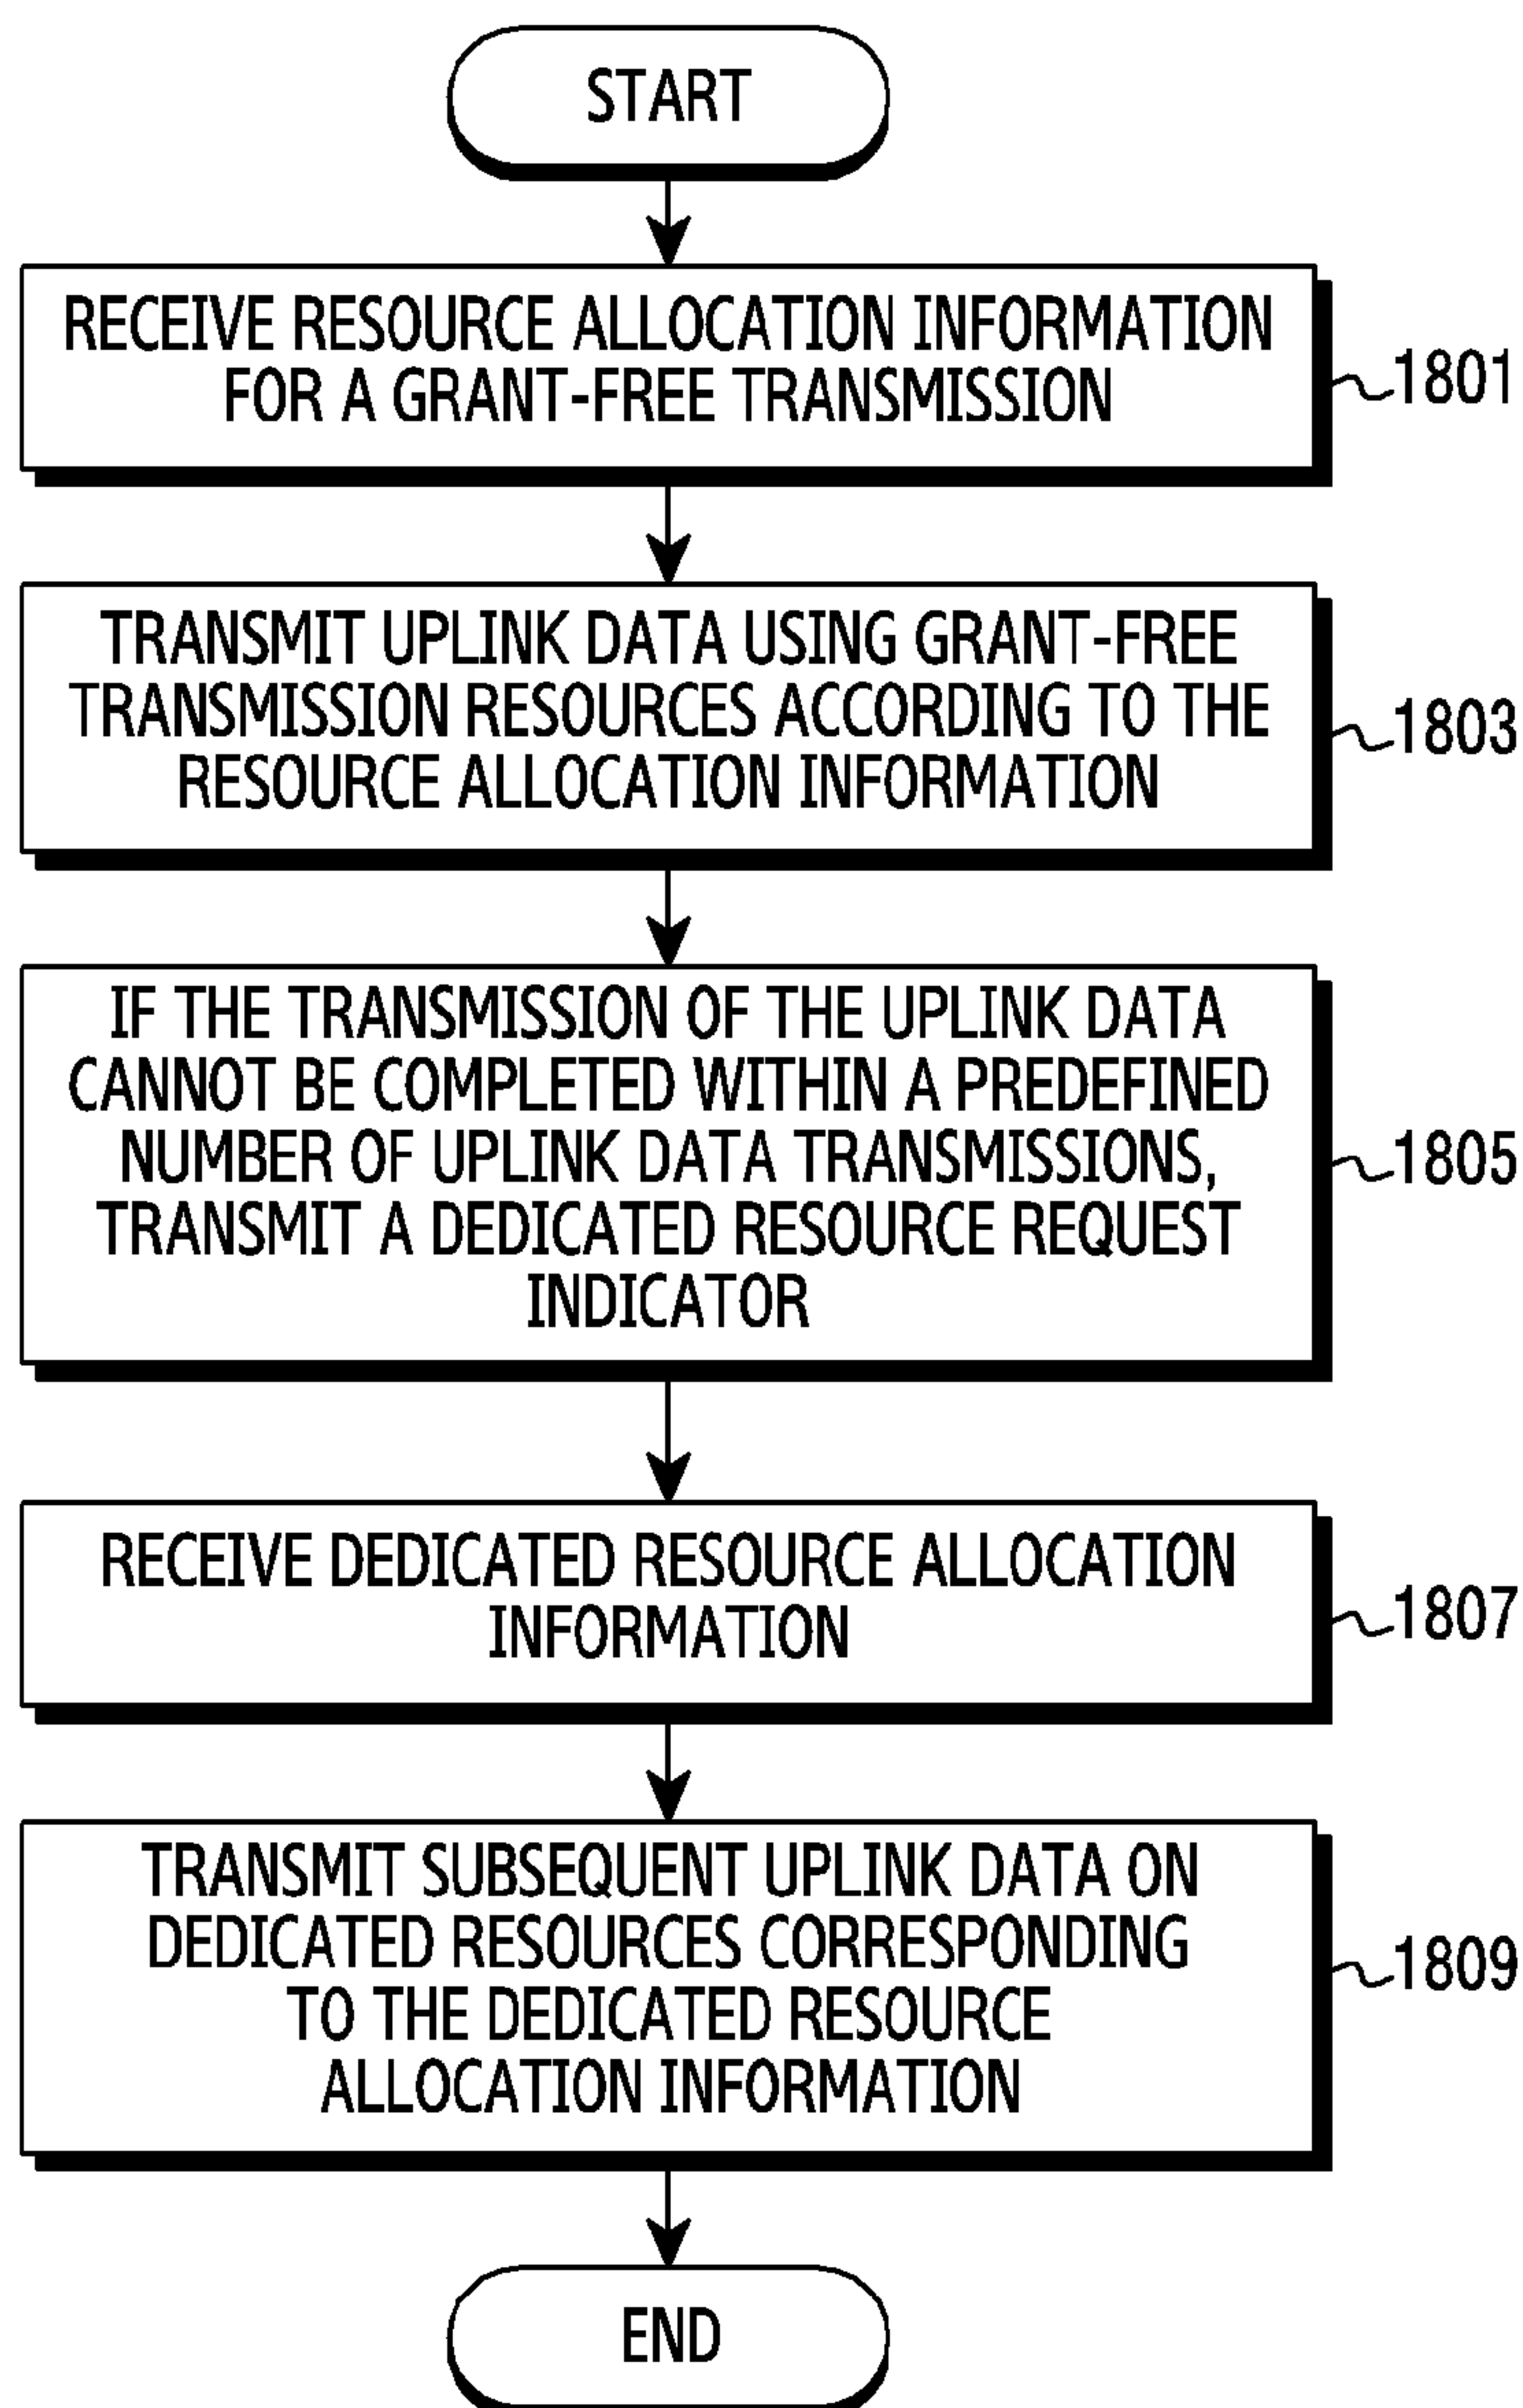 START
RECEIVE RESOURCE ALLOCATION INFORMATION
FOR A GRANT-FREE TRANSMISSION
1801
TRANSMIT UPLINK DATA USING GRANT-FREE
TRANSMISSION RESOURCES ACCORDING TO THE
RESOURCE ALLOCATION INFORMATION
1803
IF THE TRANSMISSION OF THE UPLINK DATA
CANNOT BE COMPLETED WITHIN A PREDEFINED
NUMBER OF UPLINK DATA TRANSMISSIONS,
TRANSMIT A DEDICATED RESOURCE REQUEST
INDICATOR
1805
RECEIVE DEDICATED RESOURCE ALLOCATION
INFORMATION
1807
TRANSMIT SUBSEQUENT UPLINK DATA ON
DEDICATED RESOURCES CORRESPONDING
TO THE DEDICATED RESOURCE
ALLOCATION INFORMATION
1809
END